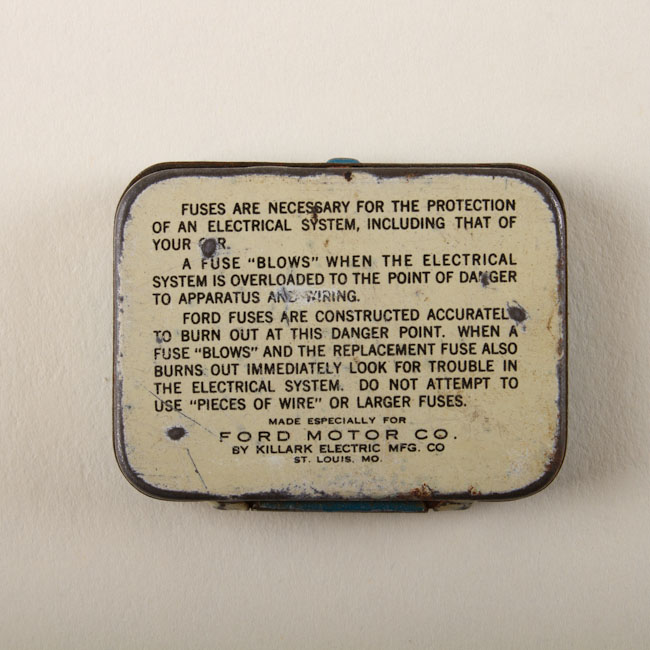 FUSES ARE NECESSARY FOR THE PROTECTION
OF AN ELECTRICAL SYSTEM, INCLUDING THAT OF
YOUR CAR.
A FUSE "BLOWS" WHEN THE ELECTRICAL
SYSTEM IS OVERLOADED TO THE POINT OF DANGER
TO APPARATUS AND WIRING.
FORD FUSES ARE CONSTRUCTED ACCURATELY
TO BURN OUT AT THIS DANGER POINT. WHEN A
FUSE "BLOWS" AND THE REPLACEMENT FUSE ALSO
BURNS OUT IMMEDIATELY LOOK FOR TROUBLE IN
THE ELECTRICAL SYSTEM. DO NOT ATTEMPT TO
USE "PIECES OF WIRE" OR LARGER FUSES.
MADE ESPECIALLY FOR
FORD MOTOR CO.
BY KILLARK ELECTRIC MFG. CO
ST. LOUIS, MO.